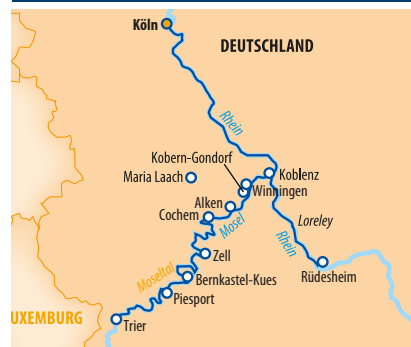 Köln
DEUTSCHLAND
Rhein
Kobern-Gondorf
Maria Laach
Koblenz
Winningen
Alken
Cochem
Mosel
Loreley
Rhein
Zell
Moseltal
Bernkastel-Kues
Rüdesheim
Piesport
UXEMBURG
Trier